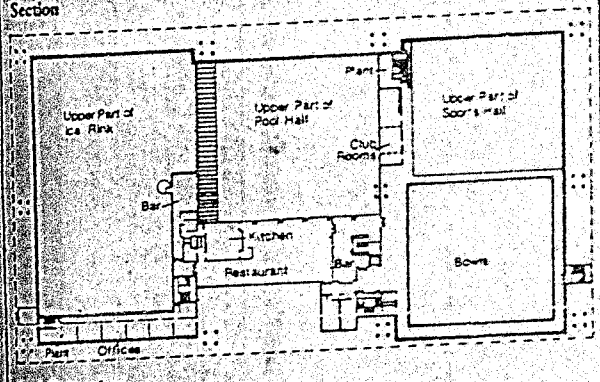 Section
Plant
Upper Part of
Ice Rink
Upper Part of
Pool Hall
Upper Part of
Sports Hall
Club
Rooms
Bar
Kitchen
Restaurant
Bar
Bowls
Plant
Offices